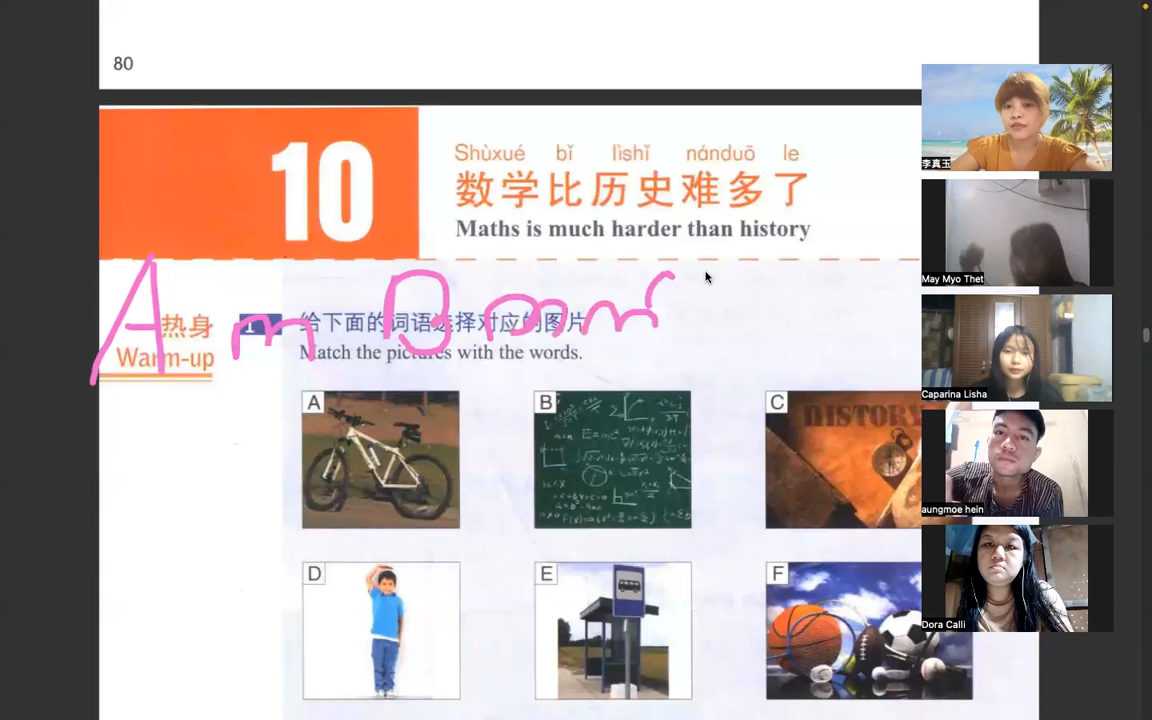 80
10
Shùxué bǐ lìshǐ nánduō le
数学比历史难多了
Maths is much harder than history
热身
Warm-up
给下面的词语选择对应的图片
Match the pictures with the words.
A
B
C
HISTORY
D
E
F
李真玉
May Myo Thet
Caparina Lisha
aungmoe hein
Dora Calli